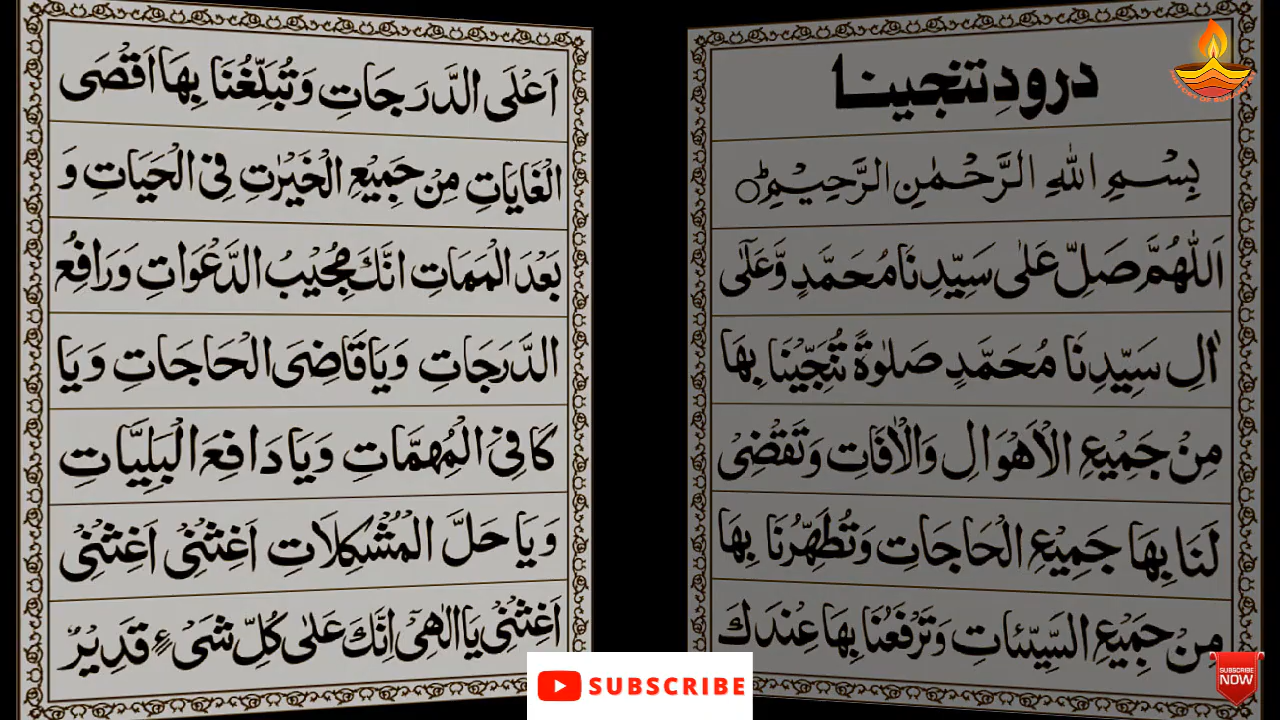 درودِ تنجینا
بِسْمِ اللهِ الرَّحْمٰنِ الرَّحِيْمِ
اَللّٰهُمَّ صَلِّ عَلٰى سَيِّدِنَا مُحَمَّدٍ وَّعَلٰٓى
اٰلِ سَيِّدِنَا مُحَمَّدٍ صَلٰوةً تُنَجِّيْنَا بِهَا
مِنْ جَمِيْعِ الْاَهْوَالِ وَالْاٰفَاتِ وَتَقْضِىْ
لَنَا بِهَا جَمِيْعِ الْحَاجَاتِ وَتُطَهِّرُنَا بِهَا
مِنْ جَمِيْعِ السَّيِّئَاتِ وَتَرْفَعُنَا بِهَا عِنْدَكَ
اَعْلَى الدَّرَجَاتِ وَتُبَلِّغُنَا بِهَا اَقْصَى
الْغَايَاتِ مِنْ جَمِيْعِ الْخَيْرٰتِ فِى الْحَيَاتِ وَ
بَعْدَ الْمَمَاتِ انَّكَ مُجِيْبُ الدَّعْوَاتِ وَرَافِعُ
الدَّرَجَاتِ وَيَا قَاضِىَ الْحَاجَاتِ وَيَا
كَافِىَ الْمُهِمَّاتِ وَيَا دَافِعَ الْبَلِيَّاتِ
وَيَا حَلَّ الْمُشْكِلَاتِ اَغِثْنِىْ اَغِثْنِىْ
اَغِثْنِىْ يَا اِلٰهِىْ اِنَّكَ عَلٰى كُلِّ شَىْءٍ قَدِيْرٌ
SUBSCRIBE
SUBSCRIBE
NOW